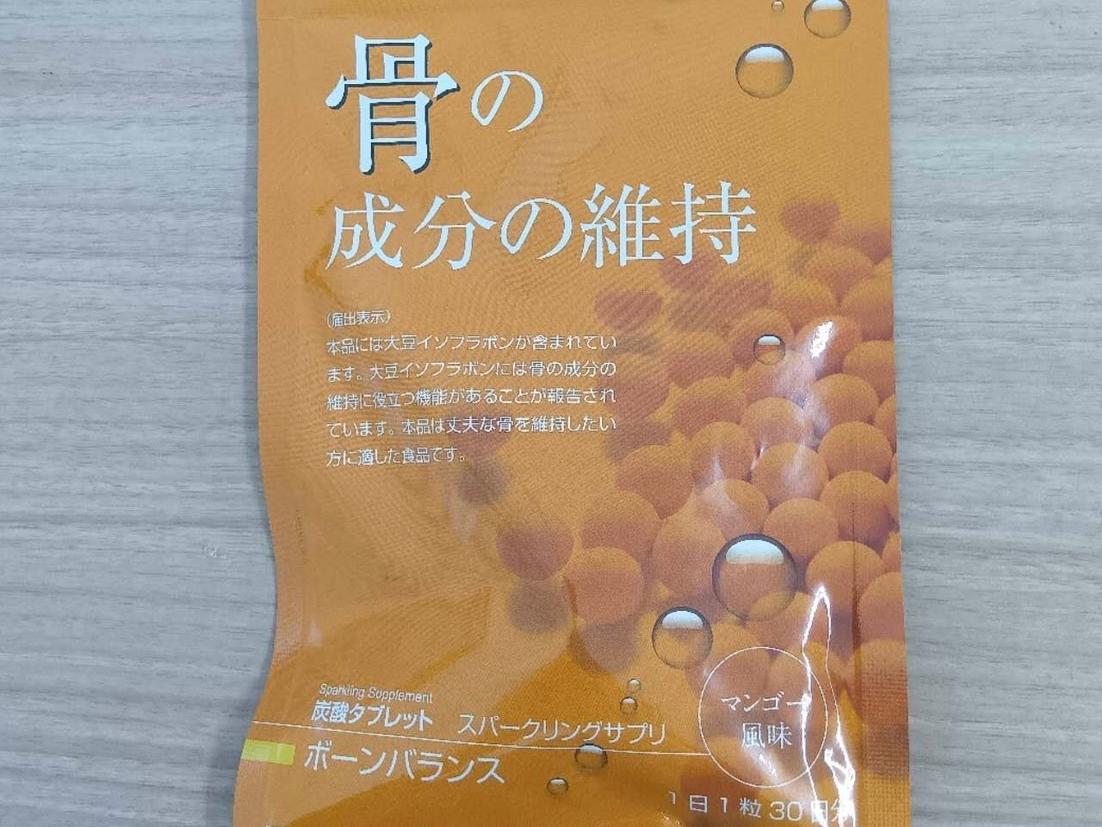 骨の
成分の維持
(届出表示)
本品には大豆イソフラボンが含まれてい
ます。大豆イソフラボンには骨の成分の
維持に役立つ機能があることが報告され
ています。本品は丈夫な骨を維持したい
方に適した食品です。
Sparkling Supplement
炭酸タブレット スパークリングサプリ
ボーンバランス
マンゴー
風味
1日1粒30日分